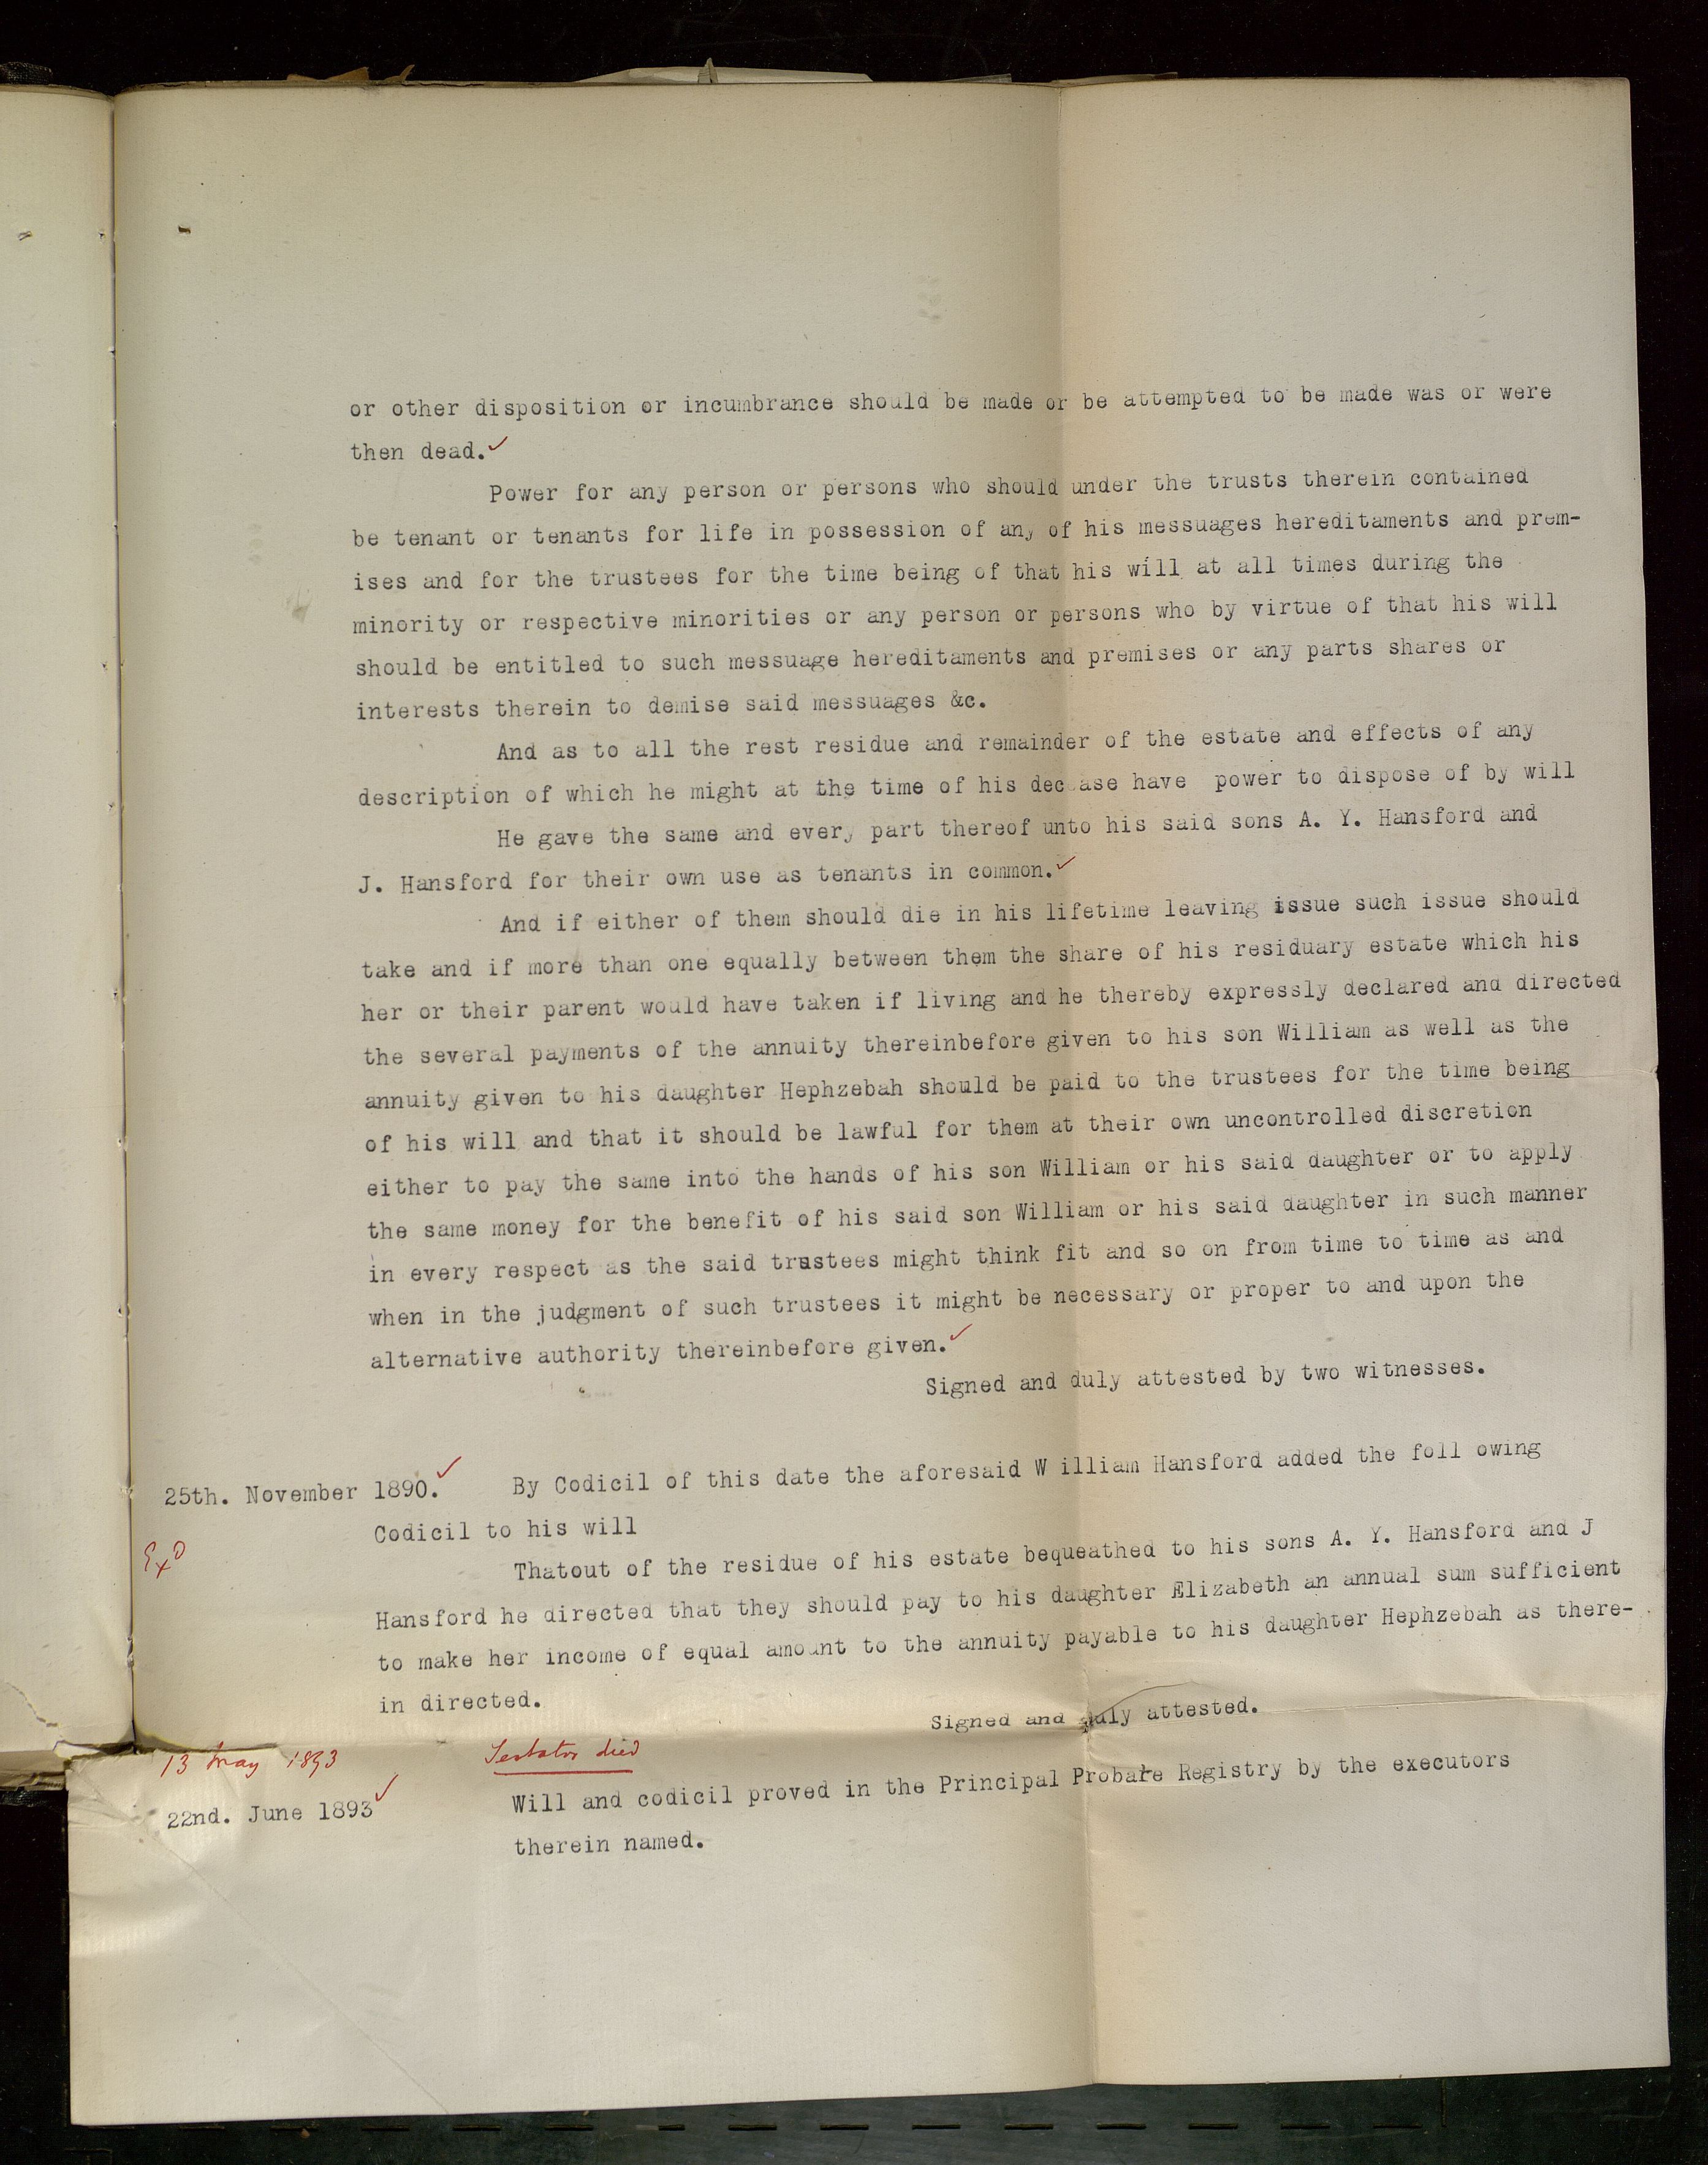 or other disposition or incumbrance should be made or be attempted to be made was or were
then dead.✓
Power for any person or persons who should under the trusts therein contained
be tenant or tenants for life in possession of any of his messuages hereditaments and prem-
ises and for the trustees for the time being of that his will at all times during the
minority or respective minorities or any person or persons who by virtue of that his will
should be entitled to such messuage hereditaments and premises or any parts shares or
interests therein to demise said messuages &c.
And as to all the rest residue and remainder of the estate and effects of any
description of which he might at the time of his decease have power to dispose of by will
He gave the same and every part thereof unto his said sons A. Y. Hansford and
J. Hansford for their own use as tenants in common.✓
And if either of them should die in his lifetime leaving issue such issue should
take and if more than one equally between them the share of his residuary estate which his
her or their parent would have taken if living and he thereby expressly declared and directed
the several payments of the annuity thereinbefore given to his son William as well as the
annuity given to his daughter Hephzebah should be paid to the trustees for the time being
of his will and that it should be lawful for them at their own uncontrolled discretion
either to pay the same into the hands of his son William or his said daughter or to apply
the same money for the benefit of his said son William or his said daughter in such manner
in every respect as the said trustees might think fit and so on from time to time as and
when in the judgment of such trustees it might be necessary or proper to and upon the
alternative authority thereinbefore given.✓
Signed and duly attested by two witnesses.
25th. November 1890.✓ By Codicil of this date the aforesaid W illiam Hansford added the foll owing
Codicil to his will
Exd
Thatout of the residue of his estate bequeathed to his sons A. Y. Hansford and J
Hansford he directed that they should pay to his daughter Elizabeth an annual sum sufficient
to make her income of equal amount to the annuity payable to his daughter Hephzebah as there-
in directed.
Signed and duly attested.
13 May 1893 Testator died
22nd. June 1893✓ Will and codicil proved in the Principal Probate Registry by the executors
therein named.